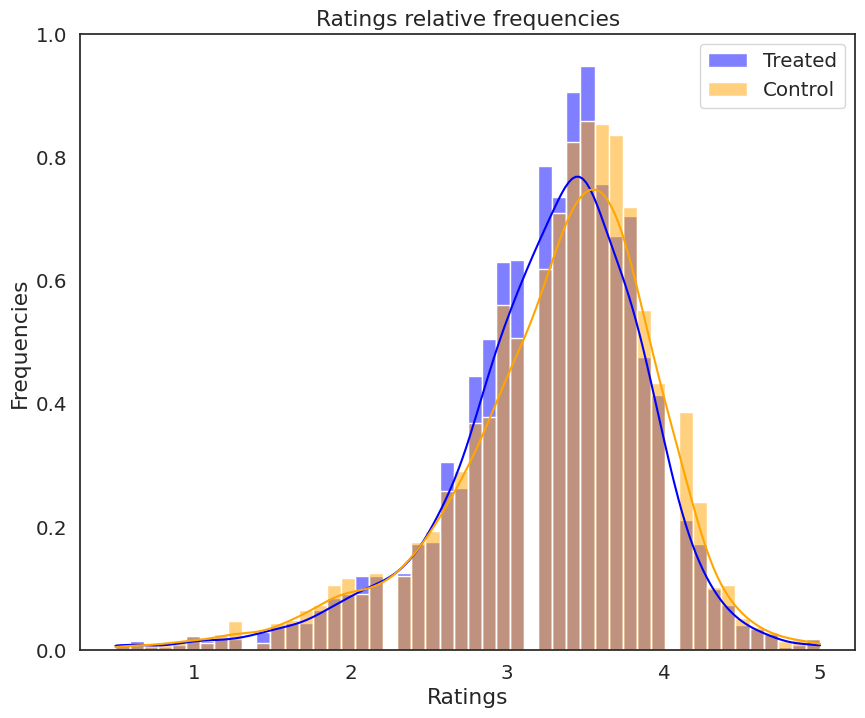 Ratings relative frequencies
Treated
Control
Frequencies
1.0
0.8
0.6
0.4
0.2
0.0
1 2 3 4 5
Ratings